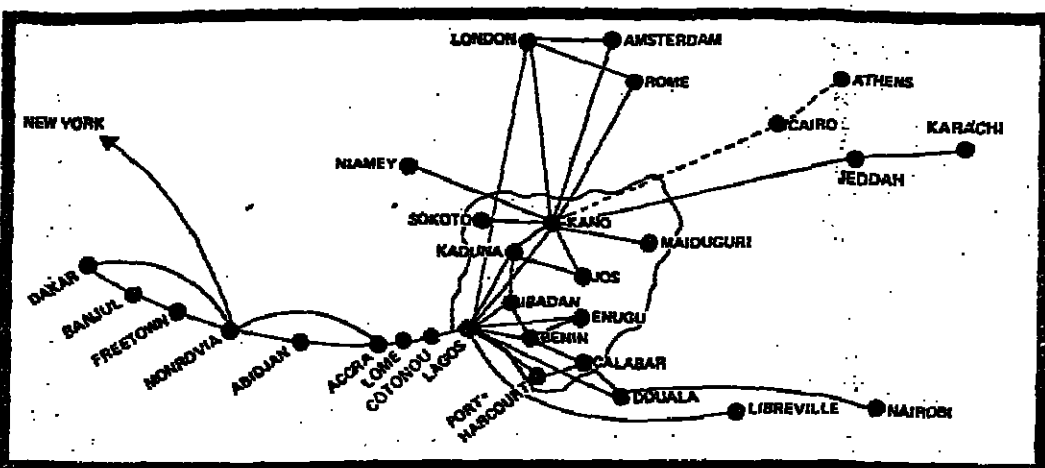 LONDON
AMSTERDAM
ROME
ATHENS
NEW YORK
CAIRO
KARACHI
NIAMEY
JEDDAH
SOKOTO
KANO
KADUNA
MAIDUGURI
DAKAR
JOS
BANJUL
IBADAN
FREETOWN
ENUGU
MONROVIA
BENIN
ABIDJAN
ACCRA
LOME
COTONOU
LAGOS
CALABAR
PORT-
HARCOURT
DOUALA
LIBREVILLE
NAIROBI